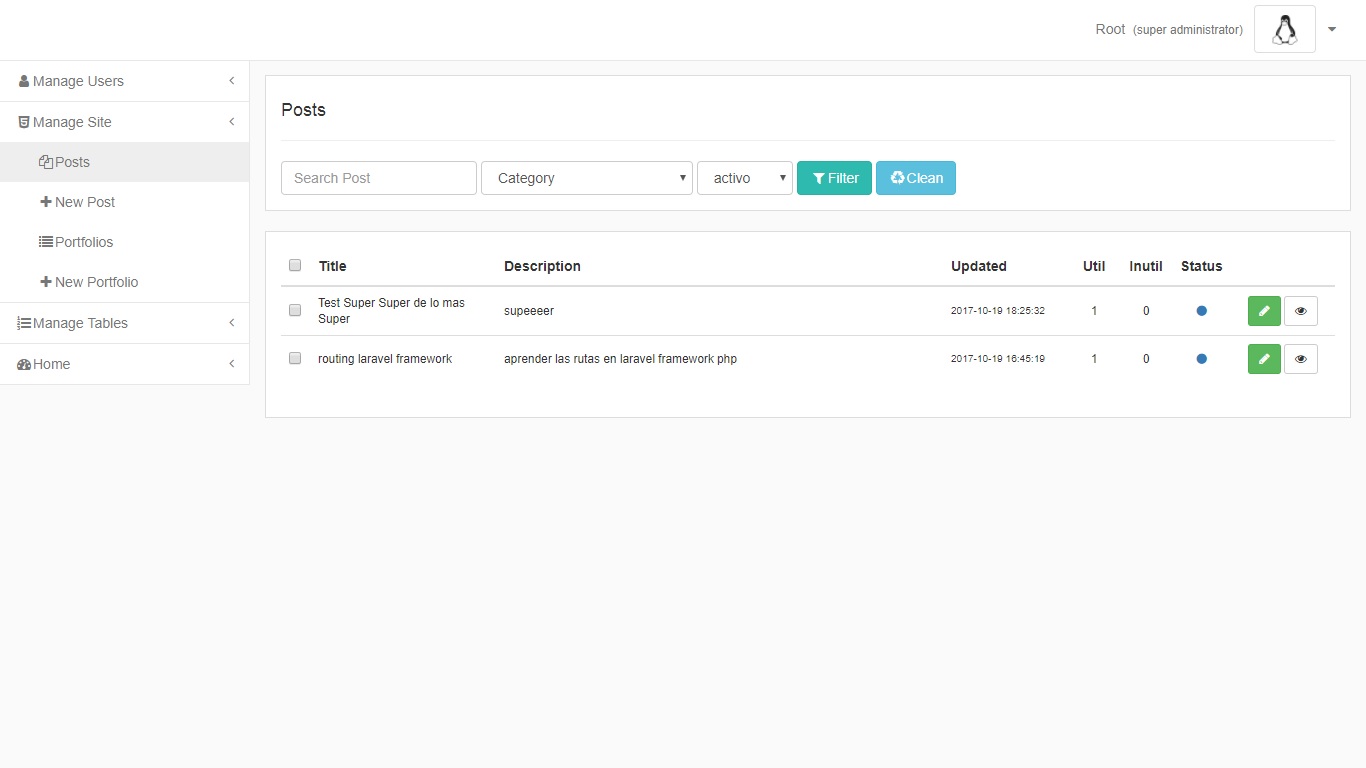 Root (super administrator)
Manage Users
Manage Site
Posts
New Post
Portfolios
New Portfolio
Manage Tables
Home
Posts
Search Post Category activo Filter Clean
Title Description Updated Util Inutil Status
Test Super Super de lo mas
Super
supeeeer 2017-10-19 18:25:32 1 0
routing laravel framework aprender las rutas en laravel framework php 2017-10-19 16:45:19 1 0